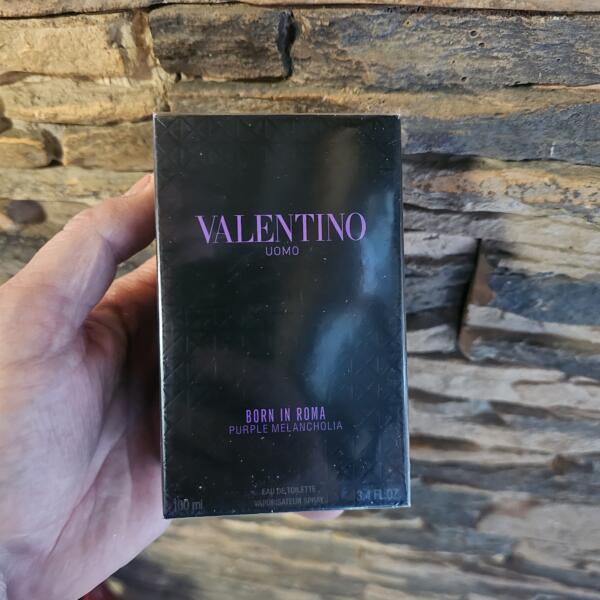 VALENTINO
UOMO
BORN IN ROMA
PURPLE MELANCHOLIA
EAU DE TOILETTE
VAPORISATEUR SPRAY
100 ml
3.4 FL.OZ.